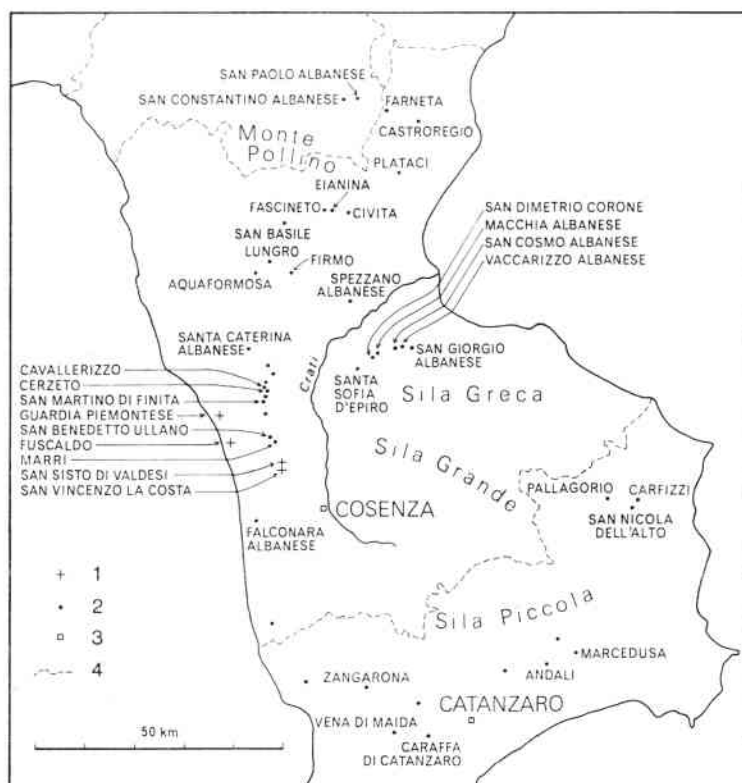 SAN PAOLO ALBANESE
SAN CONSTANTINO ALBANESE
FARNETA
CASTROREGIO
Monte
Pollino
PLATACI
EIANINA
FASCINETO
CIVITA
SAN BASILE
LUNGRO
FIRMO
AQUAFORMOSA
SPEZZANO
ALBANESE
SAN DIMETRIO CORONE
MACCHIA ALBANESE
SAN COSMO ALBANESE
VACCARIZZO ALBANESE
SANTA CATERINA
ALBANESE
Crati
SAN GIORGIO
ALBANESE
SANTA
SOFIA
D'EPIRO
Sila Greca
CAVALLERIZZO
CERZETO
SAN MARTINO DI FINITA
GUARDIA PIEMONTESE
SAN BENEDETTO ULLANO
FUSCALDO
MARRI
SAN SISTO DI VALDESI
SAN VINCENZO LA COSTA
Sila Grande
COSENZA
FALCONARA
ALBANESE
PALLAGORIO
CARFIZZI
SAN NICOLA
DELL'ALTO
1
2
3
4
Sila Piccola
MARCEDUSA
ANDALI
ZANGARONA
CATANZARO
VENA DI MAIDA
CARAFFA
DI CATANZARO
50 km